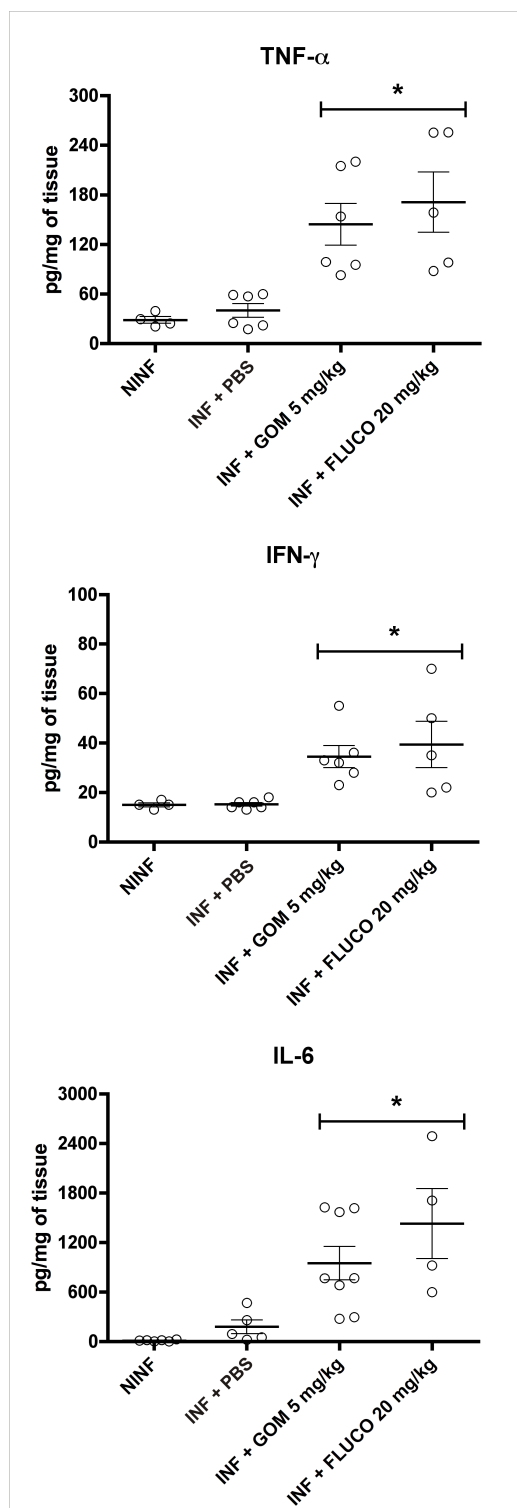 TNF-α
*
300
240
180
120
60
0
pg/mg of tissue
NINF
INF + PBS
INF + GOM 5 mg/kg
INF + FLUCO 20 mg/kg
IFN-γ
*
100
80
60
40
20
0
pg/mg of tissue
NINF
INF + PBS
INF + GOM 5 mg/kg
INF + FLUCO 20 mg/kg
IL-6
*
3000
2400
1800
1200
600
0
pg/mg of tissue
NINF
INF + PBS
INF + GOM 5 mg/kg
INF + FLUCO 20 mg/kg